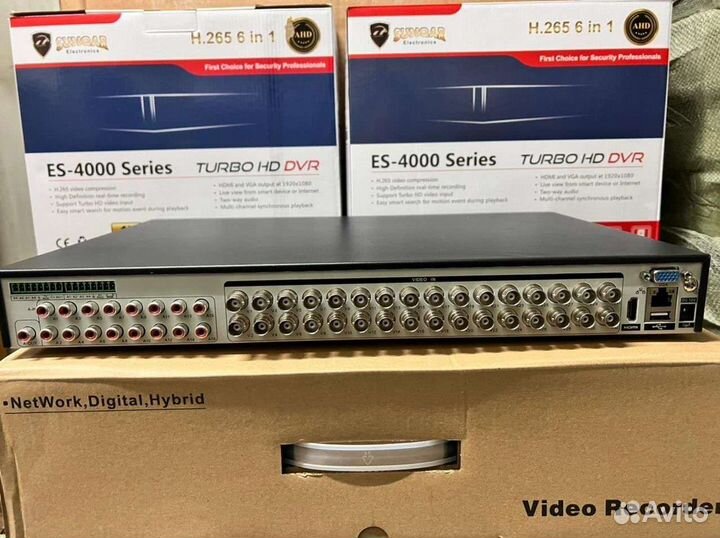 SUNQAR
Electronics
H.265 6 in 1
AHD
First Choice for Security Professionals
ES-4000 Series
TURBO HD DVR
• H.265 video compression
• High Definition real-time recording
• Support Turbo HD video input
• Easy smart search for motion event during playback
• HDMI and VGA output at 1920x1080
• Live view from smart device or Internet
• Two-way audio
• Multi-channel synchronous playback
CE
SUNQAR
Electronics
H.265 6 in 1
AHD
First Choice for Security Professionals
ES-4000 Series
TURBO HD DVR
• H.265 video compression
• High Definition real-time recording
• Support Turbo HD video input
• Easy smart search for motion event during playback
• HDMI and VGA output at 1920x1080
• Live view from smart device or Internet
• Two-way audio
• Multi-channel synchronous playback
CE
VIDEO IN
HDMI
•NetWork,Digital,Hybrid
Video Recorder
Avito